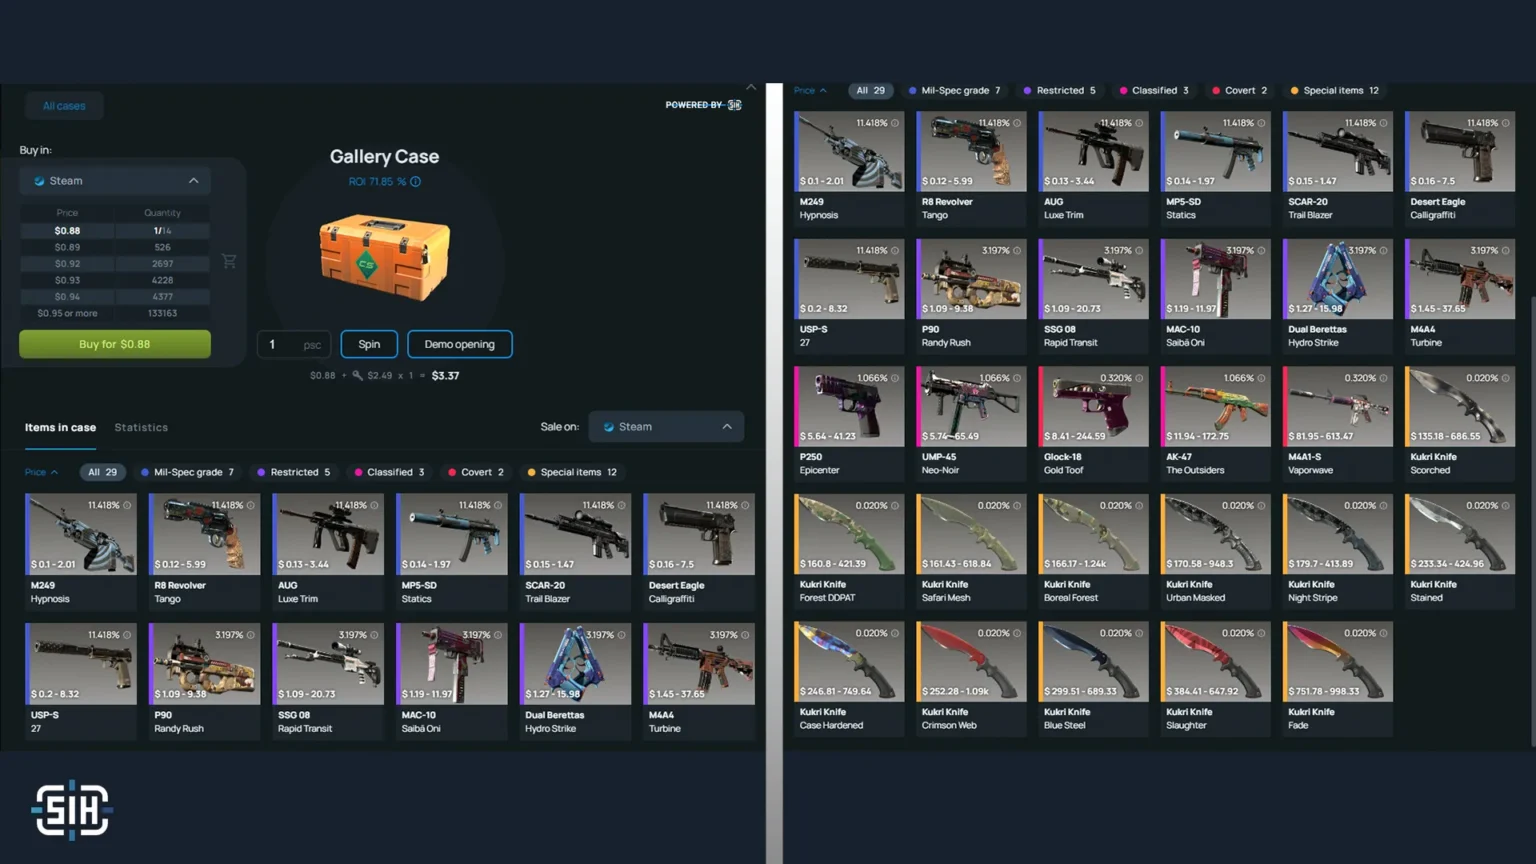 All cases
POWERED BY SIH
Buy in:
Steam
Price Quantity
$0.88 1/14
$0.89 526
$0.92 2697
$0.93 4228
$0.94 4377
$0.95 or more 133163
Buy for $0.88
Gallery Case
ROI 71.85 %
CS
1 psc
Spin
Demo opening
$0.88 + $2.49 x 1 = $3.37
Items in case Statistics
Sale on: Steam
Price All 29 Mil-Spec grade 7 Restricted 5 Classified 3 Covert 2 Special items 12
11.418% 11.418% 11.418% 11.418% 11.418% 11.418%
$ 0.1 - 2.01 $ 0.12 - 5.99 $ 0.13 - 3.44 $ 0.14 - 1.97 $ 0.15 - 1.47 $ 0.16 - 7.5
M249 R8 Revolver AUG MP5-SD SCAR-20 Desert Eagle
Hypnosis Tango Luxe Trim Statics Trail Blazer Calligraffiti
11.418% 3.197% 3.197% 3.197% 3.197% 3.197%
$ 0.2 - 8.32 $ 1.09 - 9.38 $ 1.09 - 20.73 $ 1.19 - 11.97 $ 1.27 - 15.98 $ 1.45 - 37.65
USP-S P90 SSG 08 MAC-10 Dual Berettas M4A4
27 Randy Rush Rapid Transit Saibā Oni Hydro Strike Turbine
SIH
Price All 29 Mil-Spec grade 7 Restricted 5 Classified 3 Covert 2 Special items 12
11.418% 11.418% 11.418% 11.418% 11.418% 11.418%
$ 0.1 - 2.01 $ 0.12 - 5.99 $ 0.13 - 3.44 $ 0.14 - 1.97 $ 0.15 - 1.47 $ 0.16 - 7.5
M249 R8 Revolver AUG MP5-SD SCAR-20 Desert Eagle
Hypnosis Tango Luxe Trim Statics Trail Blazer Calligraffiti
11.418% 3.197% 3.197% 3.197% 3.197% 3.197%
$ 0.2 - 8.32 $ 1.09 - 9.38 $ 1.09 - 20.73 $ 1.19 - 11.97 $ 1.27 - 15.98 $ 1.45 - 37.65
USP-S P90 SSG 08 MAC-10 Dual Berettas M4A4
27 Randy Rush Rapid Transit Saibā Oni Hydro Strike Turbine
1.066% 1.066% 0.320% 1.066% 0.320% 0.020%
$ 5.64 - 41.23 $ 5.74 - 65.49 $ 8.41 - 244.59 $ 11.94 - 172.75 $ 81.95 - 613.47 $ 135.18 - 686.55
P250 UMP-45 Glock-18 AK-47 M4A1-S Kukri Knife
Epicenter Neo-Noir Gold Toof The Outsiders Vaporwave Scorched
0.020% 0.020% 0.020% 0.020% 0.020% 0.020%
$ 160.8 - 421.39 $ 161.43 - 618.84 $ 166.17 - 1.24k $ 170.58 - 948.3 $ 179.7 - 413.89 $ 233.34 - 424.96
Kukri Knife Kukri Knife Kukri Knife Kukri Knife Kukri Knife Kukri Knife
Forest DDPAT Safari Mesh Boreal Forest Urban Masked Night Stripe Stained
0.020% 0.020% 0.020% 0.020% 0.020%
$ 246.81 - 749.64 $ 252.28 - 1.09k $ 299.51 - 689.33 $ 384.41 - 647.92 $ 751.78 - 998.33
Kukri Knife Kukri Knife Kukri Knife Kukri Knife Kukri Knife
Case Hardened Crimson Web Blue Steel Slaughter Fade